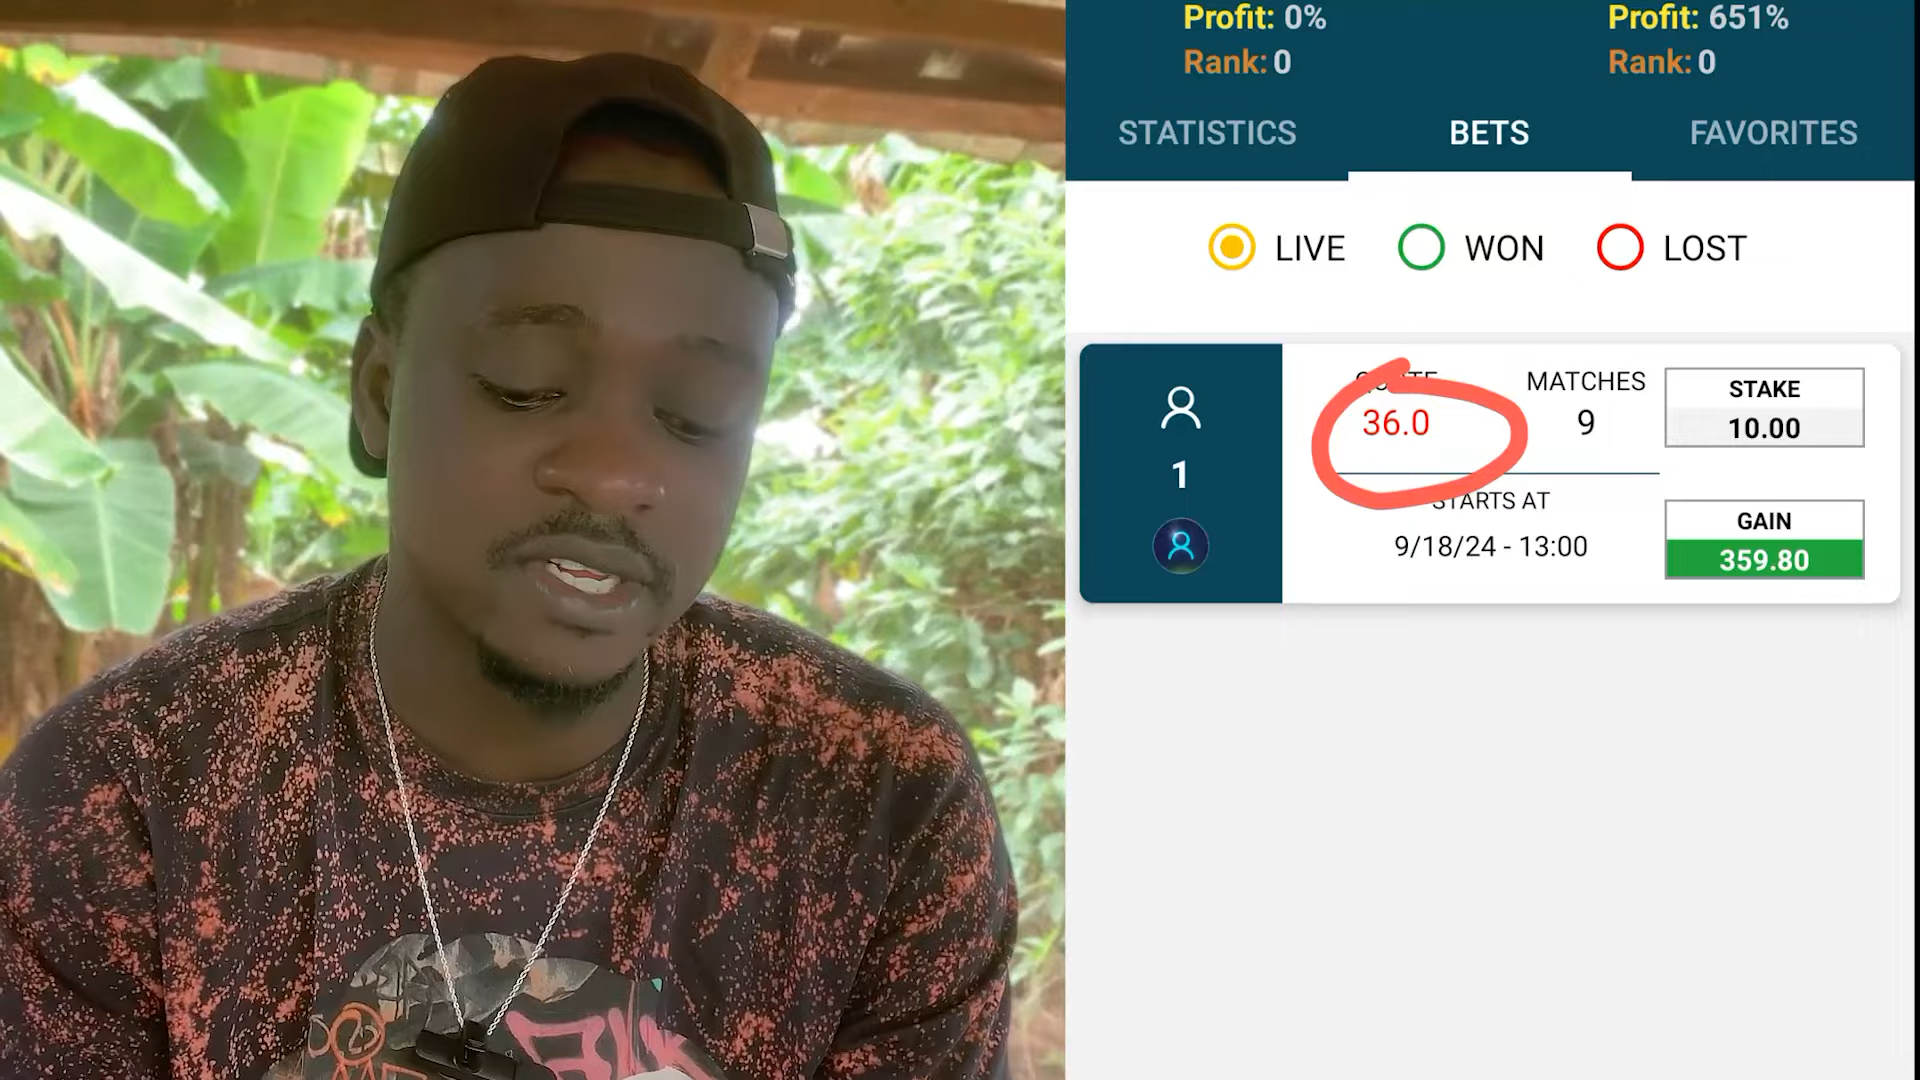 Profit: 0%
Profit: 651%
Rank: 0
Rank: 0
STATISTICS
BETS
FAVORITES
LIVE
WON
LOST
1
36.0
MATCHES
9
STARTS AT
9/18/24 - 13:00
STAKE
10.00
GAIN
359.80